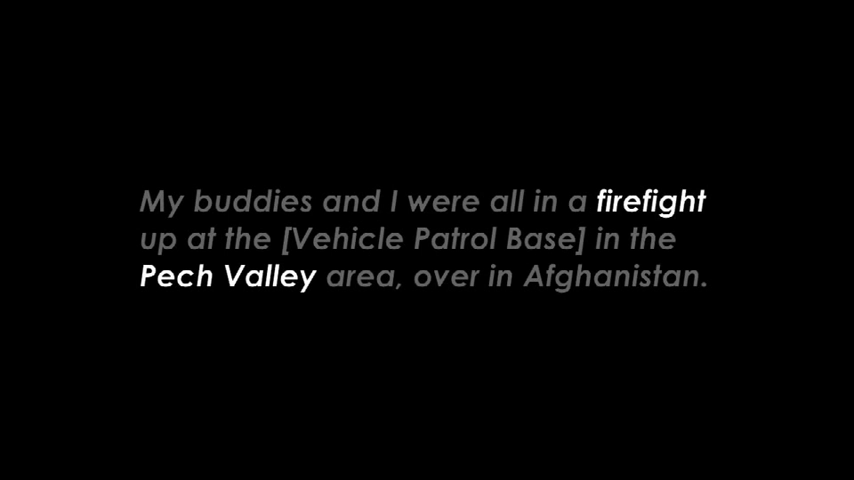 My buddies and I were all in a firefight
up at the [Vehicle Patrol Base] in the
Pech Valley area, over in Afghanistan.